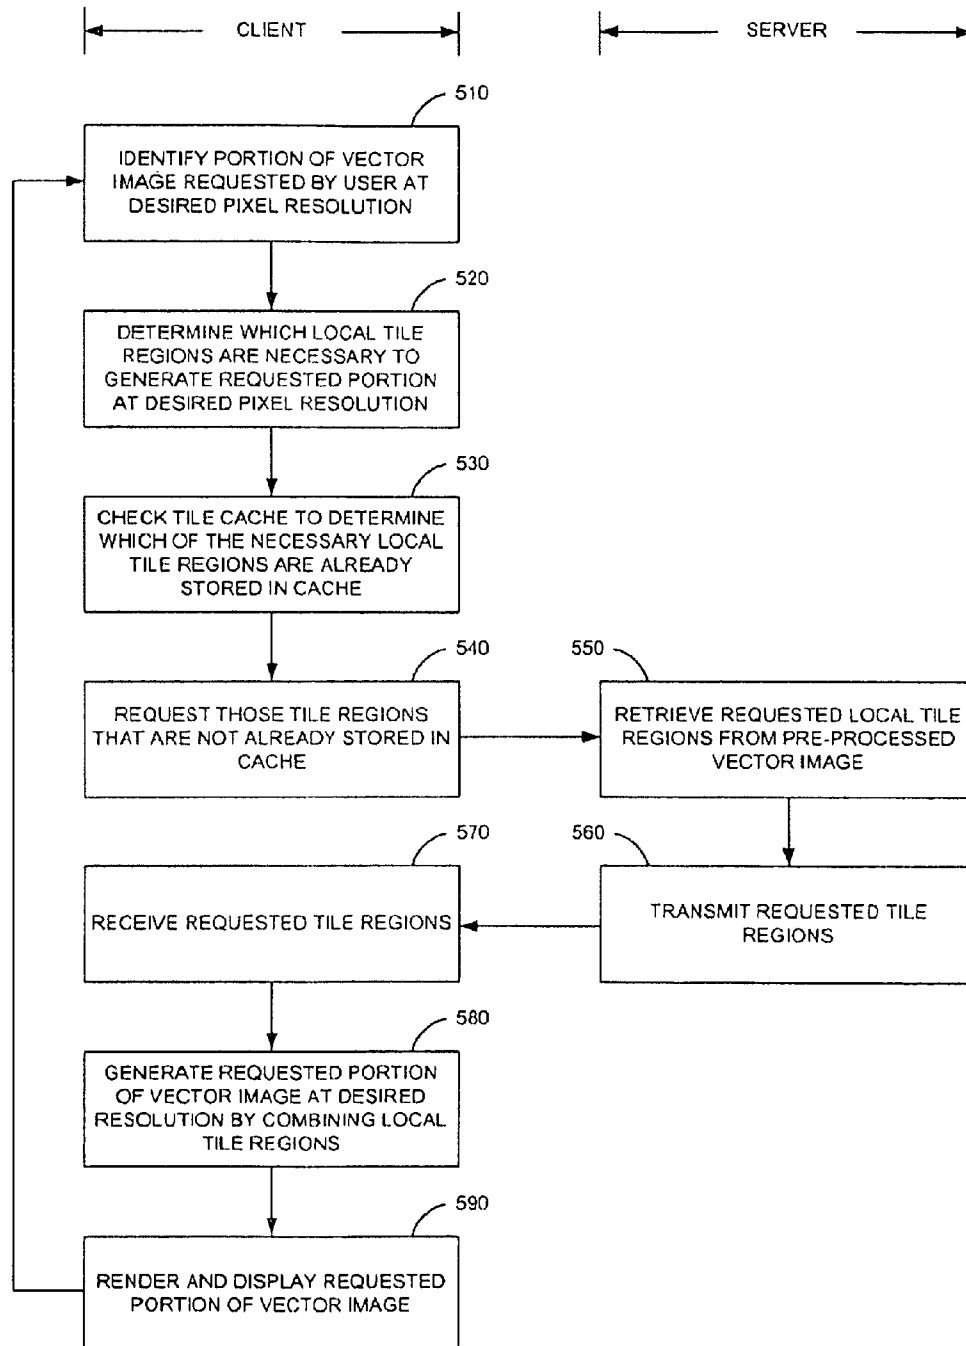 CLIENT
SERVER
510
IDENTIFY PORTION OF VECTOR
IMAGE REQUESTED BY USER AT
DESIRED PIXEL RESOLUTION
520
DETERMINE WHICH LOCAL TILE
REGIONS ARE NECESSARY TO
GENERATE REQUESTED PORTION
AT DESIRED PIXEL RESOLUTION
530
CHECK TILE CACHE TO DETERMINE
WHICH OF THE NECESSARY LOCAL
TILE REGIONS ARE ALREADY
STORED IN CACHE
540
REQUEST THOSE TILE REGIONS
THAT ARE NOT ALREADY STORED IN
CACHE
550
RETRIEVE REQUESTED LOCAL TILE
REGIONS FROM PRE-PROCESSED
VECTOR IMAGE
560
TRANSMIT REQUESTED TILE
REGIONS
570
RECEIVE REQUESTED TILE REGIONS
580
GENERATE REQUESTED PORTION
OF VECTOR IMAGE AT DESIRED
RESOLUTION BY COMBINING LOCAL
TILE REGIONS
590
RENDER AND DISPLAY REQUESTED
PORTION OF VECTOR IMAGE